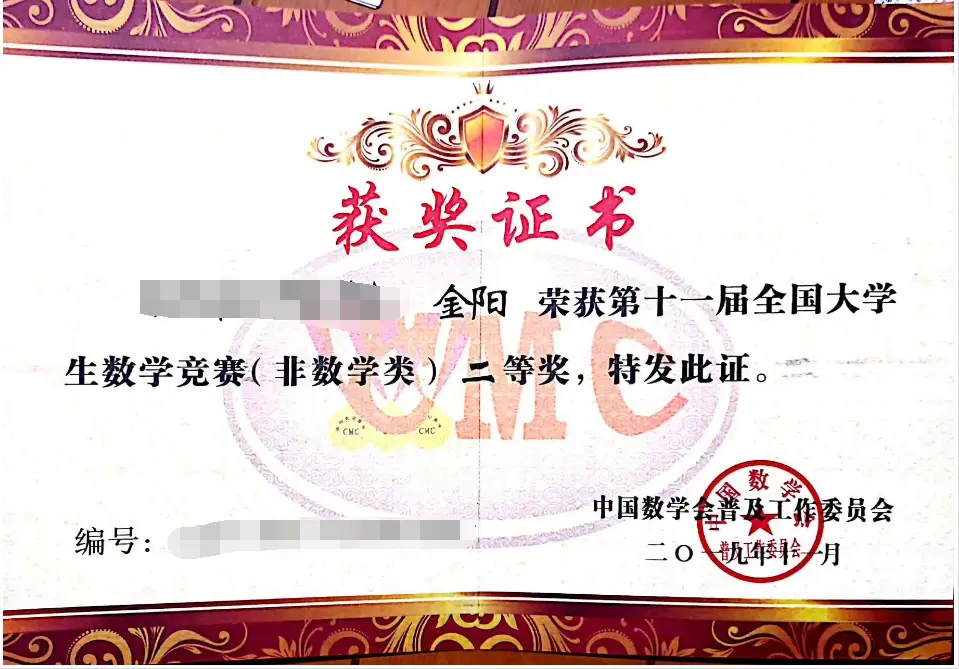 获奖证书
金阳 荣获第十一届全国大学
生数学竞赛(非数学类) 二等奖,特发此证。
CMC
CMC CMC
编号:
中国数学会普及工作委员会
二〇一九年十一月
中国数学会
普及工作委员会